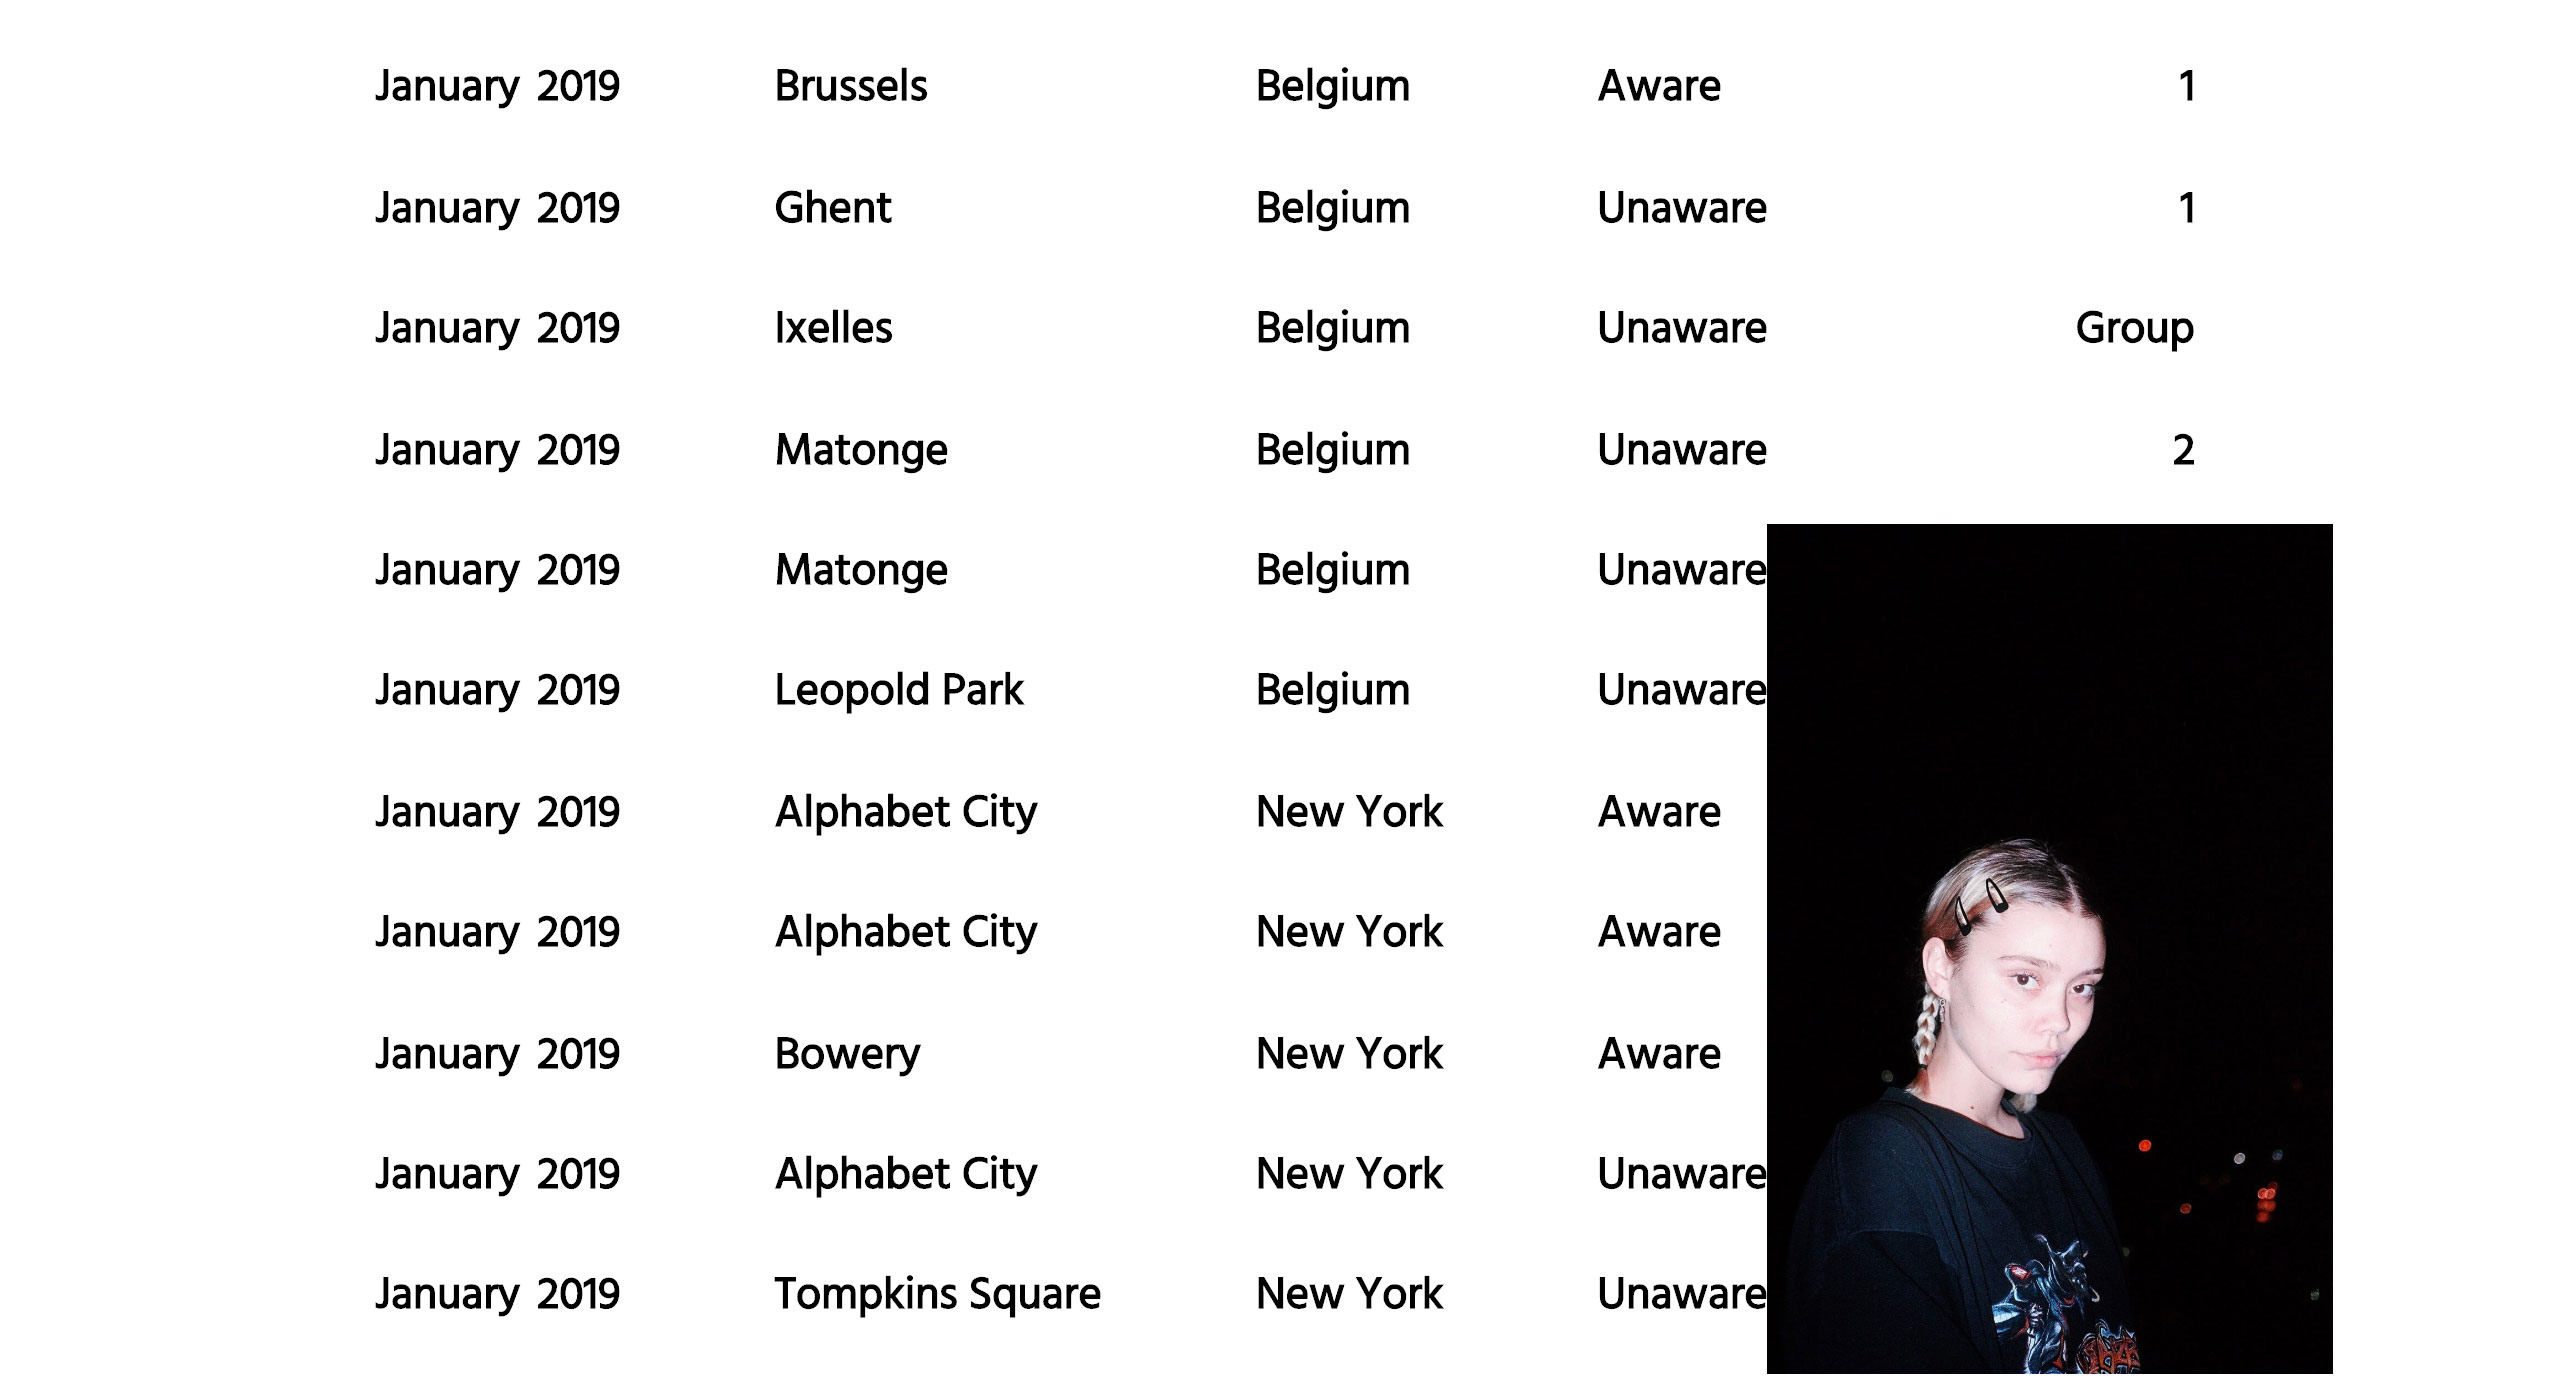 January 2019 Brussels Belgium Aware 1
January 2019 Ghent Belgium Unaware 1
January 2019 Ixelles Belgium Unaware Group
January 2019 Matonge Belgium Unaware 2
January 2019 Matonge Belgium Unaware
January 2019 Leopold Park Belgium Unaware
January 2019 Alphabet City New York Aware
January 2019 Alphabet City New York Aware
January 2019 Bowery New York Aware
January 2019 Alphabet City New York Unaware
January 2019 Tompkins Square New York Unaware